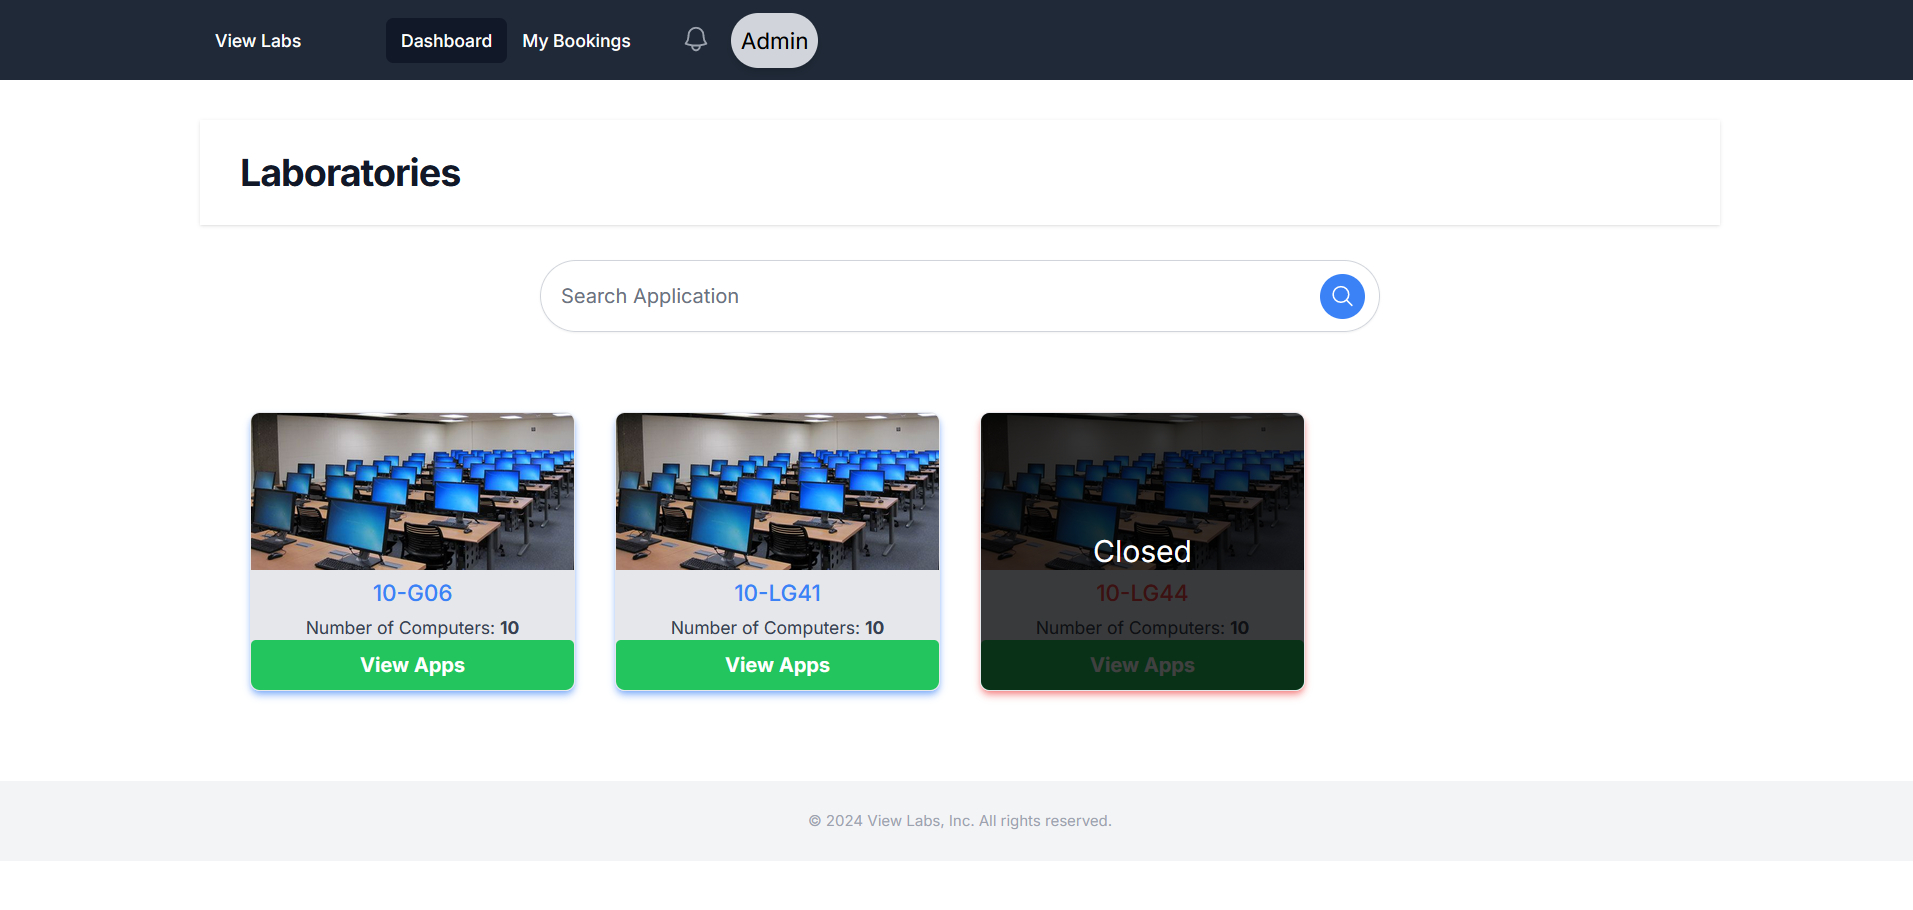 View Labs
Dashboard
My Bookings
Admin
Laboratories
Search Application
10-G06
Number of Computers: 10
View Apps
10-LG41
Number of Computers: 10
View Apps
Closed
10-LG44
Number of Computers: 10
View Apps
© 2024 View Labs, Inc. All rights reserved.